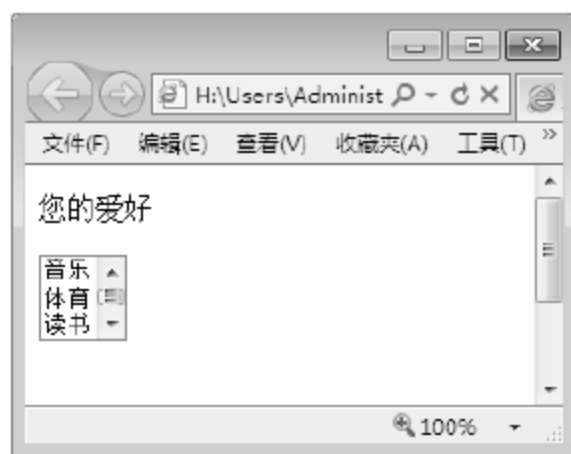 H:\Users\Administ
文件(F) 编辑(E) 查看(V) 收藏夹(A) 工具(T) »
您的爱好
音乐
体育
读书
100%